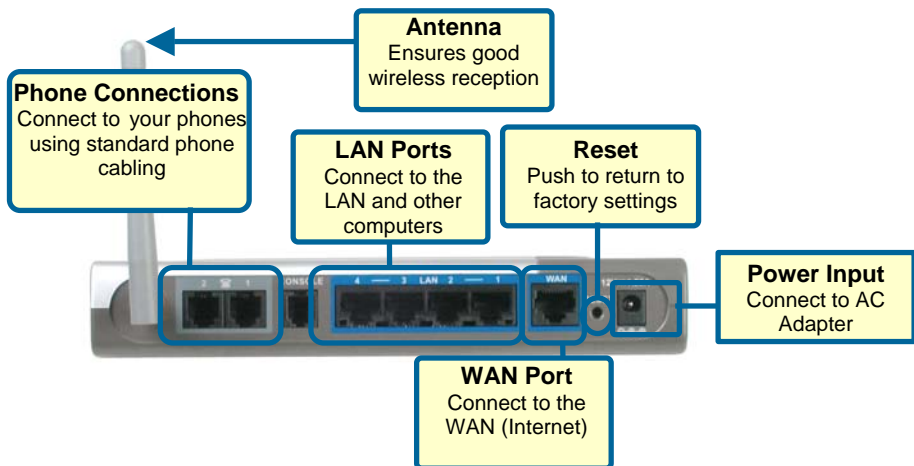 Antenna
Ensures good
wireless reception
Phone Connections
Connect to your phones
using standard phone
cabling
LAN Ports
Connect to the
LAN and other
computers
Reset
Push to return to
factory settings
Power Input
Connect to AC
Adapter
2 ☎ 1
CONSOLE
4 — 3 LAN 2 — 1
WAN
WAN Port
Connect to the
WAN (Internet)